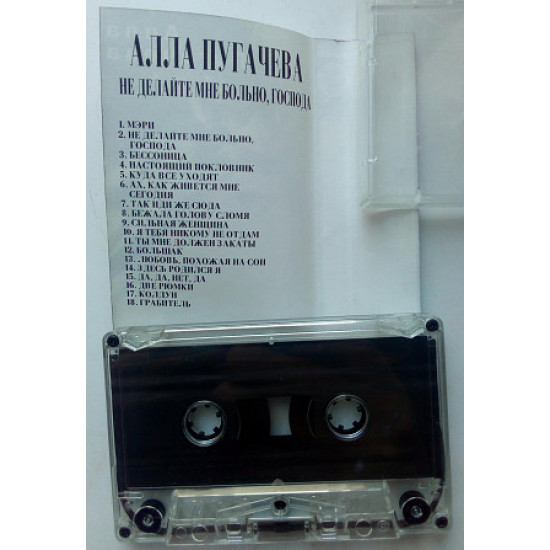 АЛЛА ПУГАЧЕВА
НЕ ДЕЛАЙТЕ МНЕ БОЛЬНО, ГОСПОДА
1. МЭРИ
2. НЕ ДЕЛАЙТЕ МНЕ БОЛЬНО,
ГОСПОДА
3. БЕССОНИЦА
4. НАСТОЯЩИЙ ПОКЛОВНИК
5. КУДА ВСЕ УХОДЯТ
6. АХ, КАК ЖИВЕТСЯ МНЕ
СЕГОДНЯ
7. ТАК ИДИ ЖЕ СЮДА
8. БЕЖАЛА ГОЛОВУ СЛОМЯ
9. СИЛЬНАЯ ЖЕНЩИНА
10. Я ТЕБЯ НИКОМУ НЕ ОТДАМ
11. ТЫ МНЕ ДОЛЖЕН ЗАКАТЫ
12. БОЛЬШАК
13. ЛЮБОВЬ, ПОХОЖАЯ НА СОН
14. ЗДЕСЬ РОДИЛСЯ Я
15. ДА, ДА, НЕТ, ДА
16. ДВЕ РЮМКИ
17. КОЛДУН
18. ГРАБИТЕЛЬ